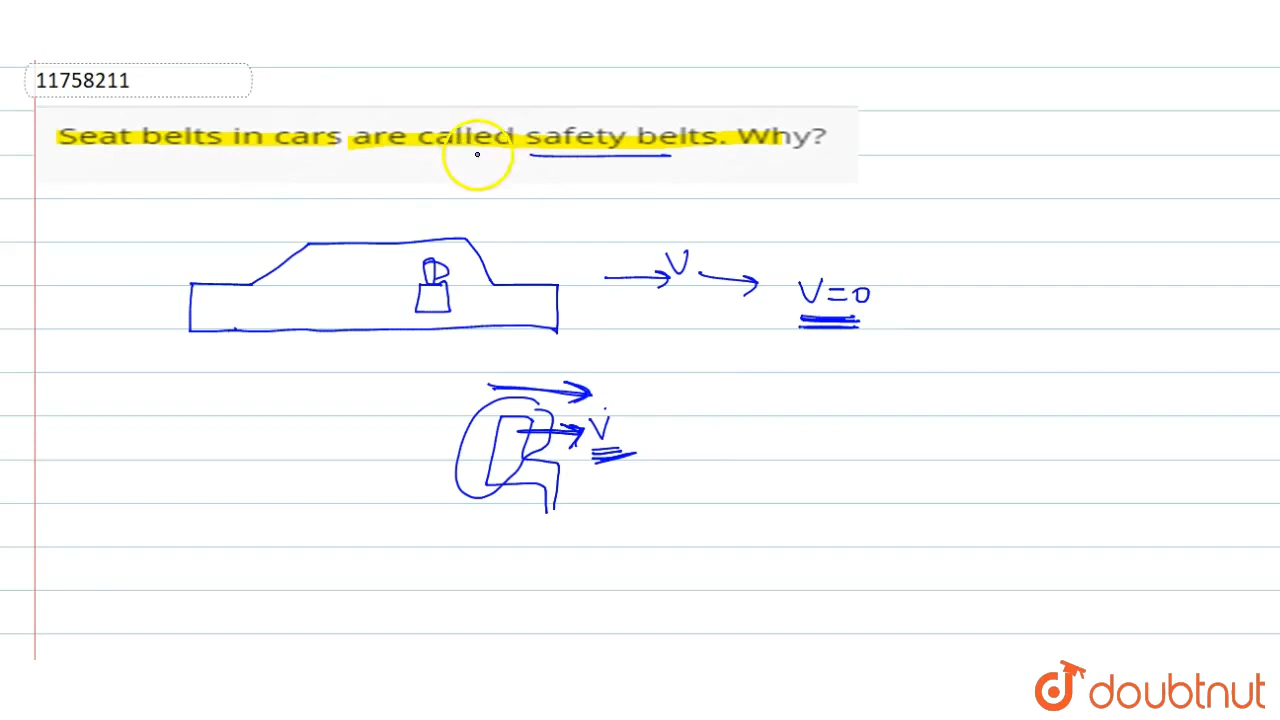 11758211
Seat belts in cars are called safety belts. Why?
V
V=0
V
doubtnut